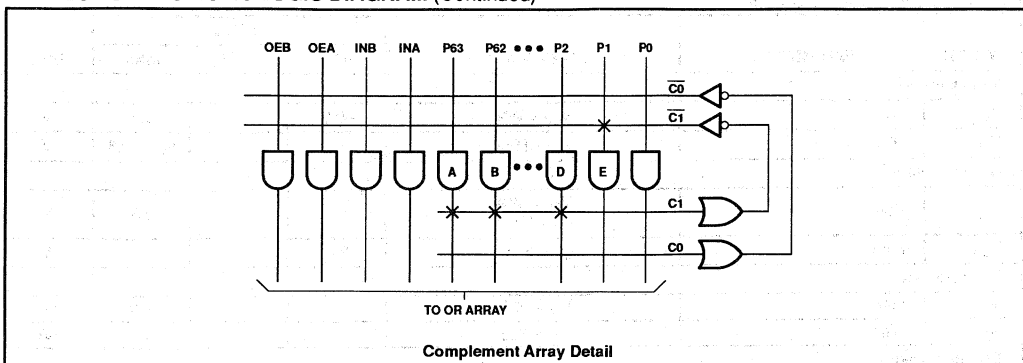 OEB OEA INB INA P63 P62 ••• P2 P1 P0
C0
C1
A B ••• D E
C1
C0
TO OR ARRAY
Complement Array Detail